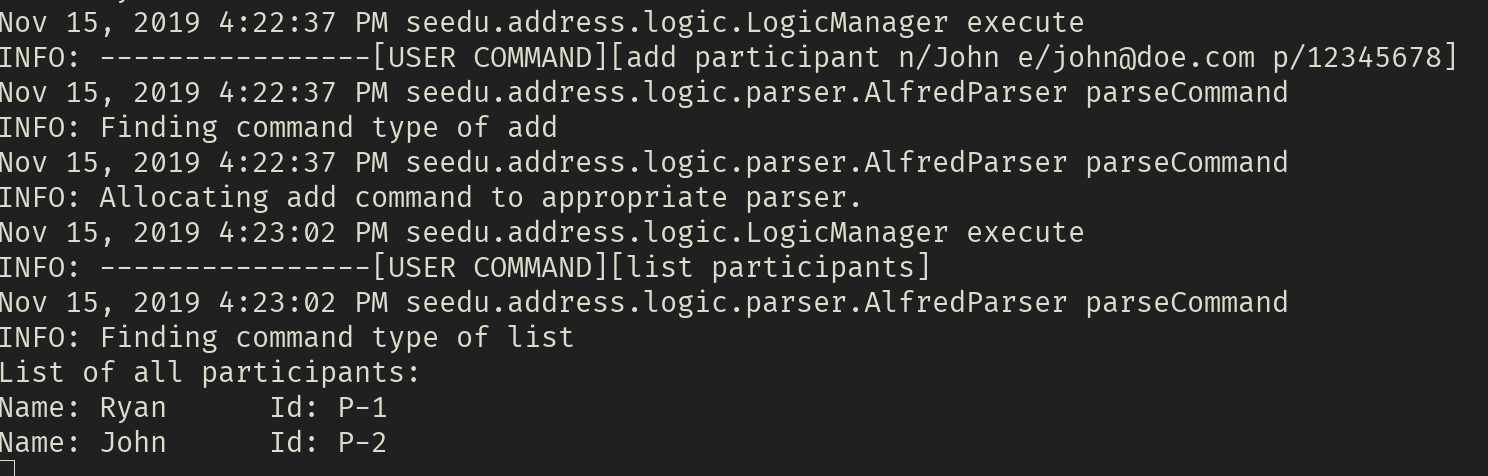 Nov 15, 2019 4:22:37 PM seedu.address.logic.LogicManager execute
INFO: ----------------[USER COMMAND][add participant n/John e/john@doe.com p/12345678]
Nov 15, 2019 4:22:37 PM seedu.address.logic.parser.AlfredParser parseCommand
INFO: Finding command type of add
Nov 15, 2019 4:22:37 PM seedu.address.logic.parser.AlfredParser parseCommand
INFO: Allocating add command to appropriate parser.
Nov 15, 2019 4:23:02 PM seedu.address.logic.LogicManager execute
INFO: ----------------[USER COMMAND][list participants]
Nov 15, 2019 4:23:02 PM seedu.address.logic.parser.AlfredParser parseCommand
INFO: Finding command type of list
List of all participants:
Name: Ryan      Id: P-1
Name: John      Id: P-2